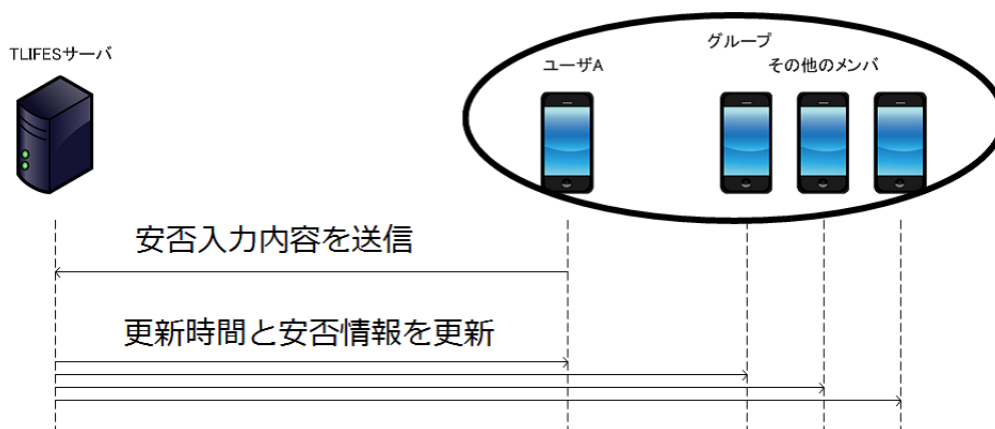 TLIFESサーバ
グループ
ユーザA
その他のメンバ
安否入力内容を送信
更新時間と安否情報を更新